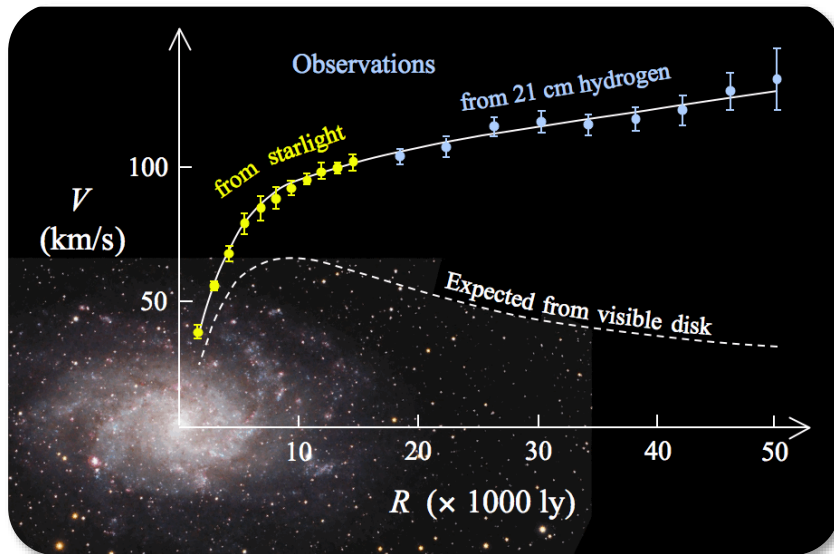 Observations
from 21 cm hydrogen
from starlight
100
V
(km/s)
50
Expected from visible disk
10
20
30
40
50
R (× 1000 ly)